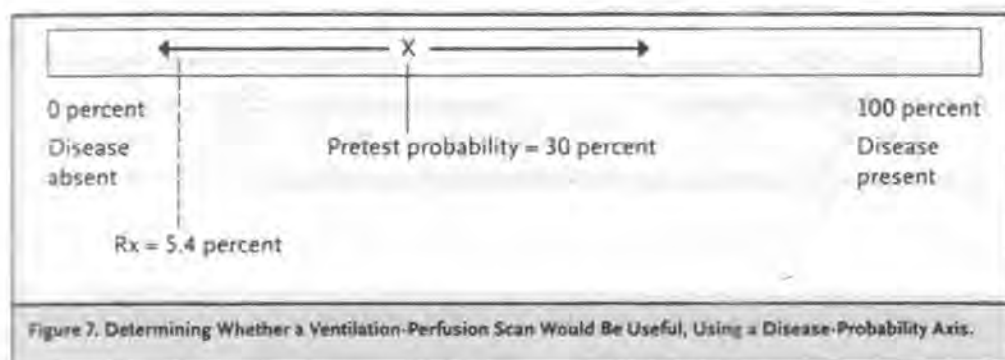 X
0 percent
100 percent
Disease
absent
Pretest probability = 30 percent
Disease
present
Rx = 5.4 percent
Figure 7. Determining Whether a Ventilation-Perfusion Scan Would Be Useful, Using a Disease-Probability Axis.